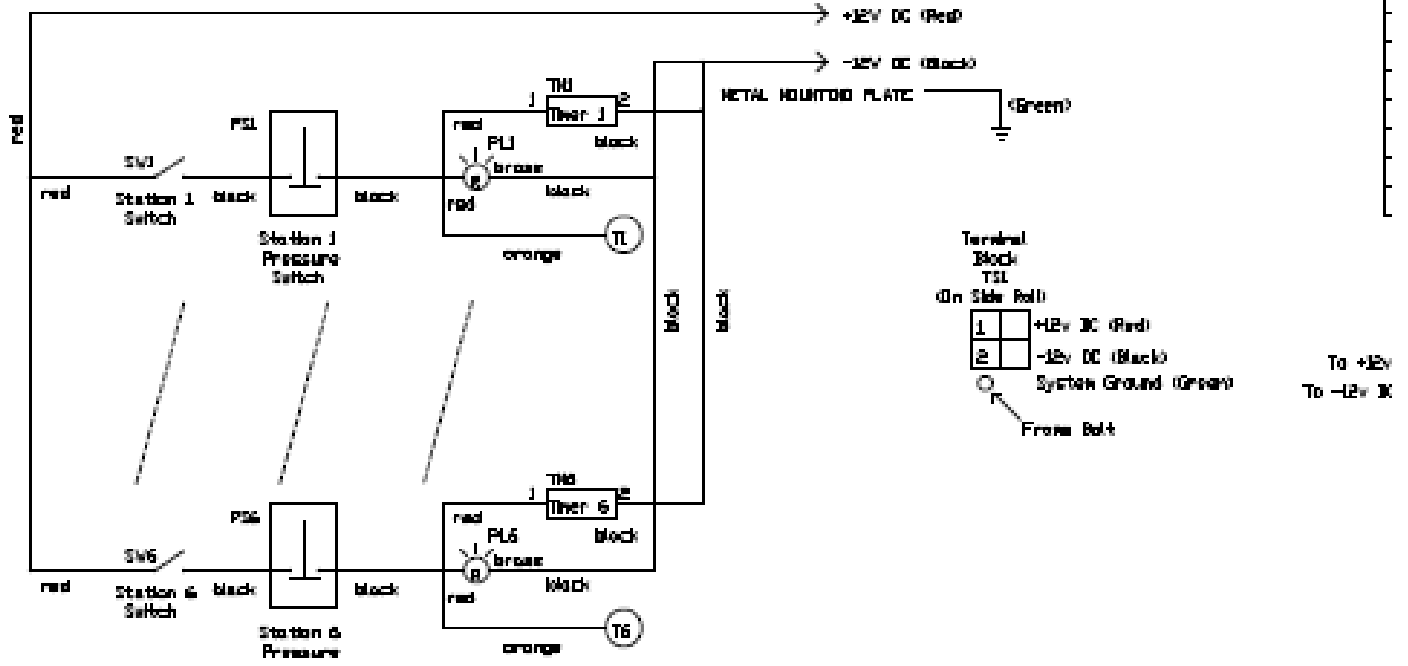 +12V DC (Red)
-12V DC (Black)
METAL MOUNTING PLATE
(Green)
red
TM1
1
Timer 1
2
red
black
PS1
PL1
brass
SW1
red
Station 1
Switch
black
black
red
black
Station 1
Pressure
Switch
orange
T1
black
black
Terminal
Block
TS1
(On Side Rail)
1
+12v DC (Red)
2
-12v DC (Black)
System Ground (Green)
Frame Bolt
To +12v
To -12v
TM6
1
Timer 6
2
red
black
PS6
PL6
brass
SW6
red
Station 6
Switch
black
black
red
black
Station 6
Pressure
orange
T6